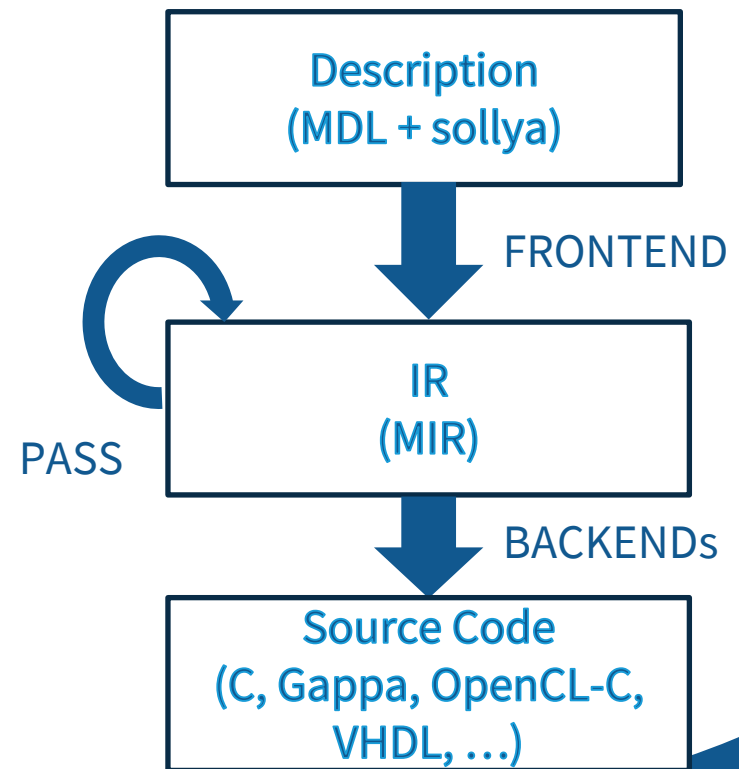 Description
(MDL + sollya)
FRONTEND
IR
(MIR)
PASS
BACKENDs
Source Code
(C, Gappa, OpenCL-C,
VHDL, …)